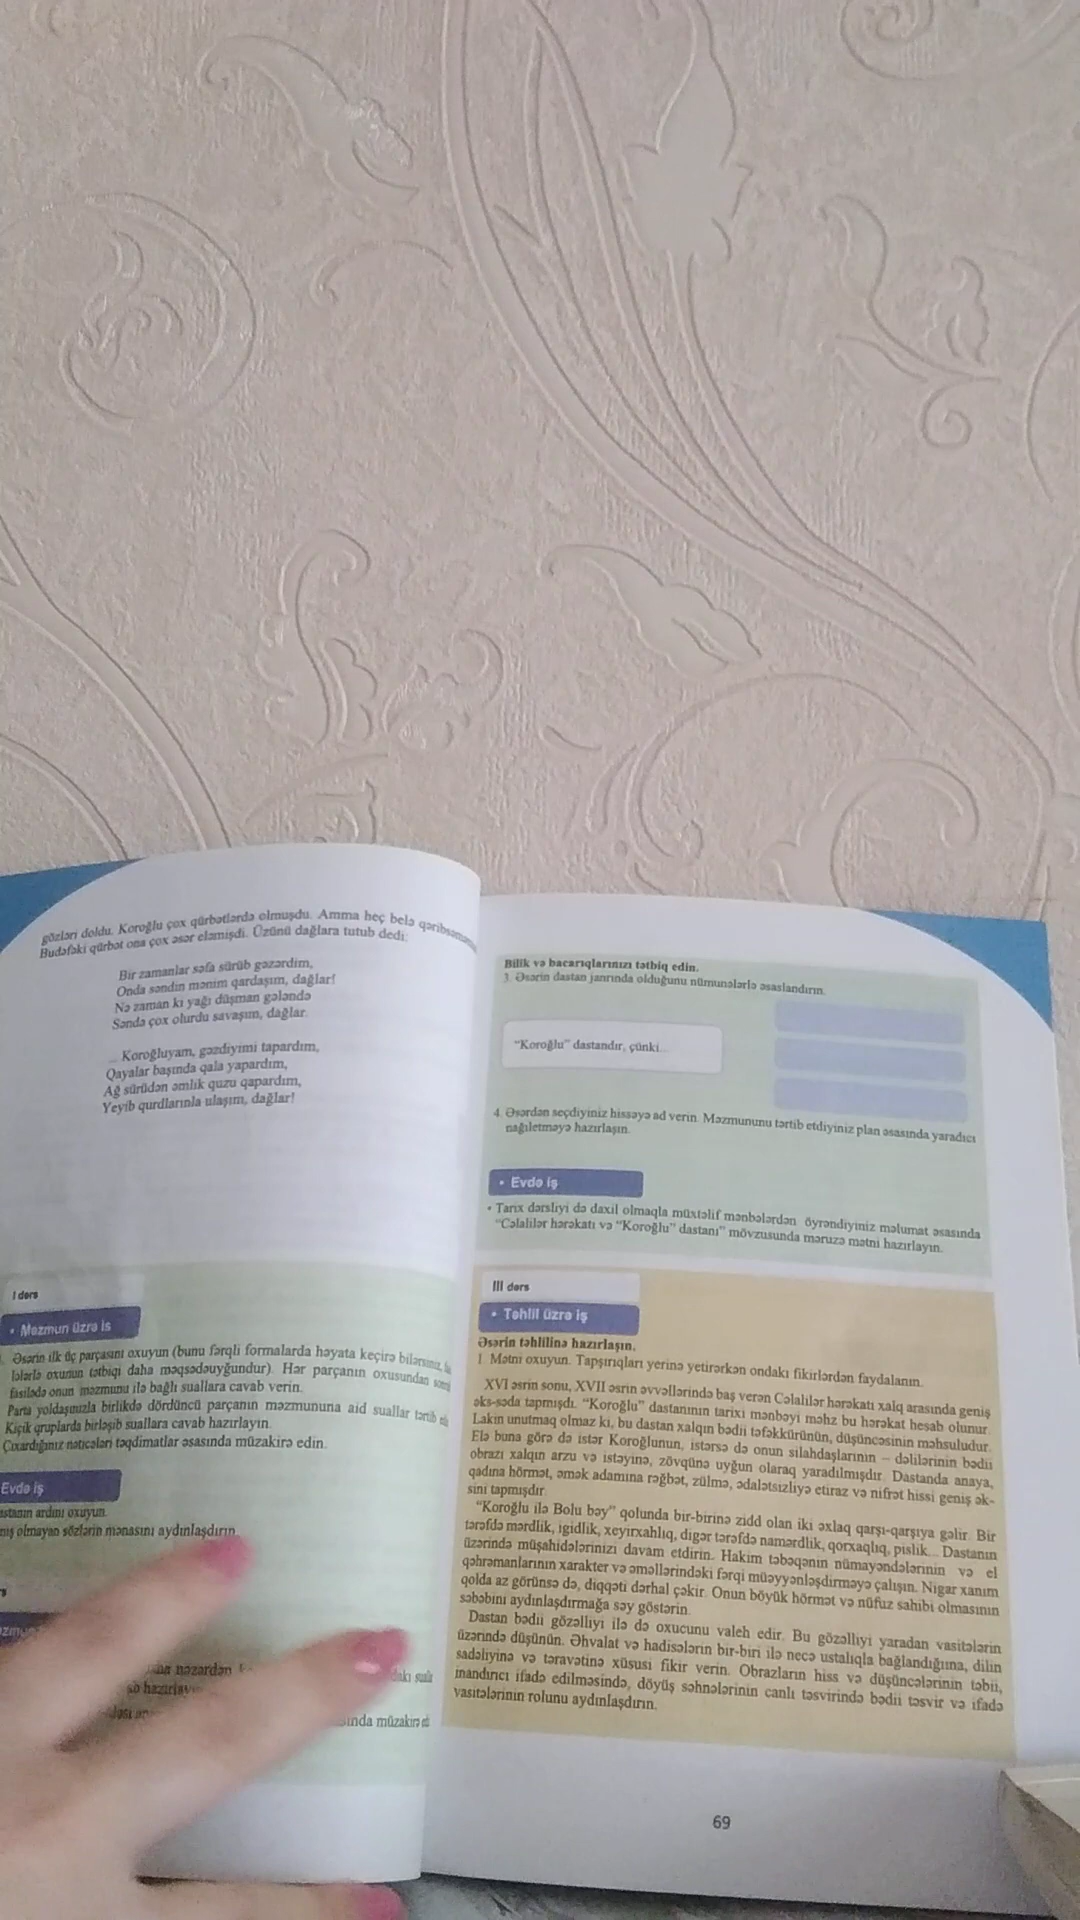 gözləri doldu. Koroğlu çox qürbətlərdə olmuşdu. Amma heç belə
Budəfəki qürbət ona çox əsər eləmişdi. Üzünü dağlara tutub dedi:
Bir zamanlar səfa sürüb gəzərdim,
Onda səndin mənim qardaşım, dağlar!
Nə zaman ki yağı düşman gələndə
Səndə çox olurdu savaşım, dağlar.
... Koroğluyam, gəzdiyimi tapardım,
Qayalar başında qala yapardım,
Ağ sürüdən əmlik quzu qapardım,
Yeyib qurdlarınla ulaşım, dağlar!
I dərs
• Məzmun üzrə iş
Əsərin ilk üç parçasını oxuyun (bunu fərqli formalarda həyata keçirə bilərsiniz,
lələrlə oxunun tətbiqi daha məqsədəuyğundur). Hər parçanın oxusundan
fasilədə onun məzmunu ilə bağlı suallara cavab verin.
Parta yoldaşınızla birlikdə dördüncü parçanın məzmununa aid suallar tərtib
Kiçik qruplarda birləşib suallara cavab hazırlayın.
Çıxardığınız nəticələri təqdimatlar əsasında müzakirə edin.
Evdə iş
ardını oxuyun.
olmayan sözlərin mənasını aydınlaşdırın.
nəzərdən
müzakirə
Bilik və bacarıqlarınızı tətbiq edin.
3. Əsərin dastan janrında olduğunu nümunələrlə əsaslandırın.
"Koroğlu" dastandır, çünki...
4. Əsərdən seçdiyiniz hissəyə ad verin. Məzmununu tərtib etdiyiniz plan əsasında yaradıcı
nağıletməyə hazırlaşın.
• Evdə iş
• Tarix dərsliyi də daxil olmaqla müxtəlif mənbələrdən öyrəndiyiniz məlumat əsasında
"Cəlalilər hərəkatı və "Koroğlu" dastanı" mövzusunda məruzə mətni hazırlayın.
III dərs
• Təhlil üzrə iş
Əsərin təhlilinə hazırlaşın.
1. Mətni oxuyun. Tapşırıqları yerinə yetirərkən ondakı fikirlərdən faydalanın.
XVI əsrin sonu, XVII əsrin əvvəllərində baş verən Cəlalilər hərəkatı xalq arasında geniş
əks-səda tapmışdı. "Koroğlu" dastanının tarixi mənbəyi məhz bu hərəkat hesab olunur.
Lakin unutmaq olmaz ki, bu dastan xalqın bədii təfəkkürünün, düşüncəsinin məhsuludur.
Elə buna görə də istər Koroğlunun, istərsə də onun silahdaşlarının – dəlilərinin bədii
obrazı xalqın arzu və istəyinə, zövqünə uyğun olaraq yaradılmışdır. Dastanda anaya,
qadına hörmət, əmək adamına rəğbət, zülmə, ədalətsizliyə etiraz və nifrət hissi geniş ək-
sini tapmışdır.
"Koroğlu ilə Bolu bəy" qolunda bir-birinə zidd olan iki əxlaq qarşı-qarşıya gəlir. Bir
tərəfdə mərdlik, igidlik, xeyirxahlıq, digər tərəfdə namərdlik, qorxaqlıq, pislik... Dastanın
üzərində müşahidələrinizi davam etdirin. Hakim təbəqənin nümayəndələrinin və el
qəhrəmanlarının xarakter və əməllərindəki fərqi müəyyənləşdirməyə çalışın. Nigar xanım
qolda az görünsə də, diqqəti dərhal çəkir. Onun böyük hörmət və nüfuz sahibi olmasının
səbəbini aydınlaşdırmağa səy göstərin.
Dastan bədii gözəlliyi ilə də oxucunu valeh edir. Bu gözəlliyi yaradan vasitələrin
üzərində düşünün. Əhvalat və hadisələrin bir-biri ilə necə ustalıqla bağlandığına, dilin
sadəliyinə və təravətinə xüsusi fikir verin. Obrazların hiss və düşüncələrinin təbii,
inandırıcı ifadə edilməsində, döyüş səhnələrinin canlı təsvirində bədii təsvir və ifadə
vasitələrinin rolunu aydınlaşdırın.
69